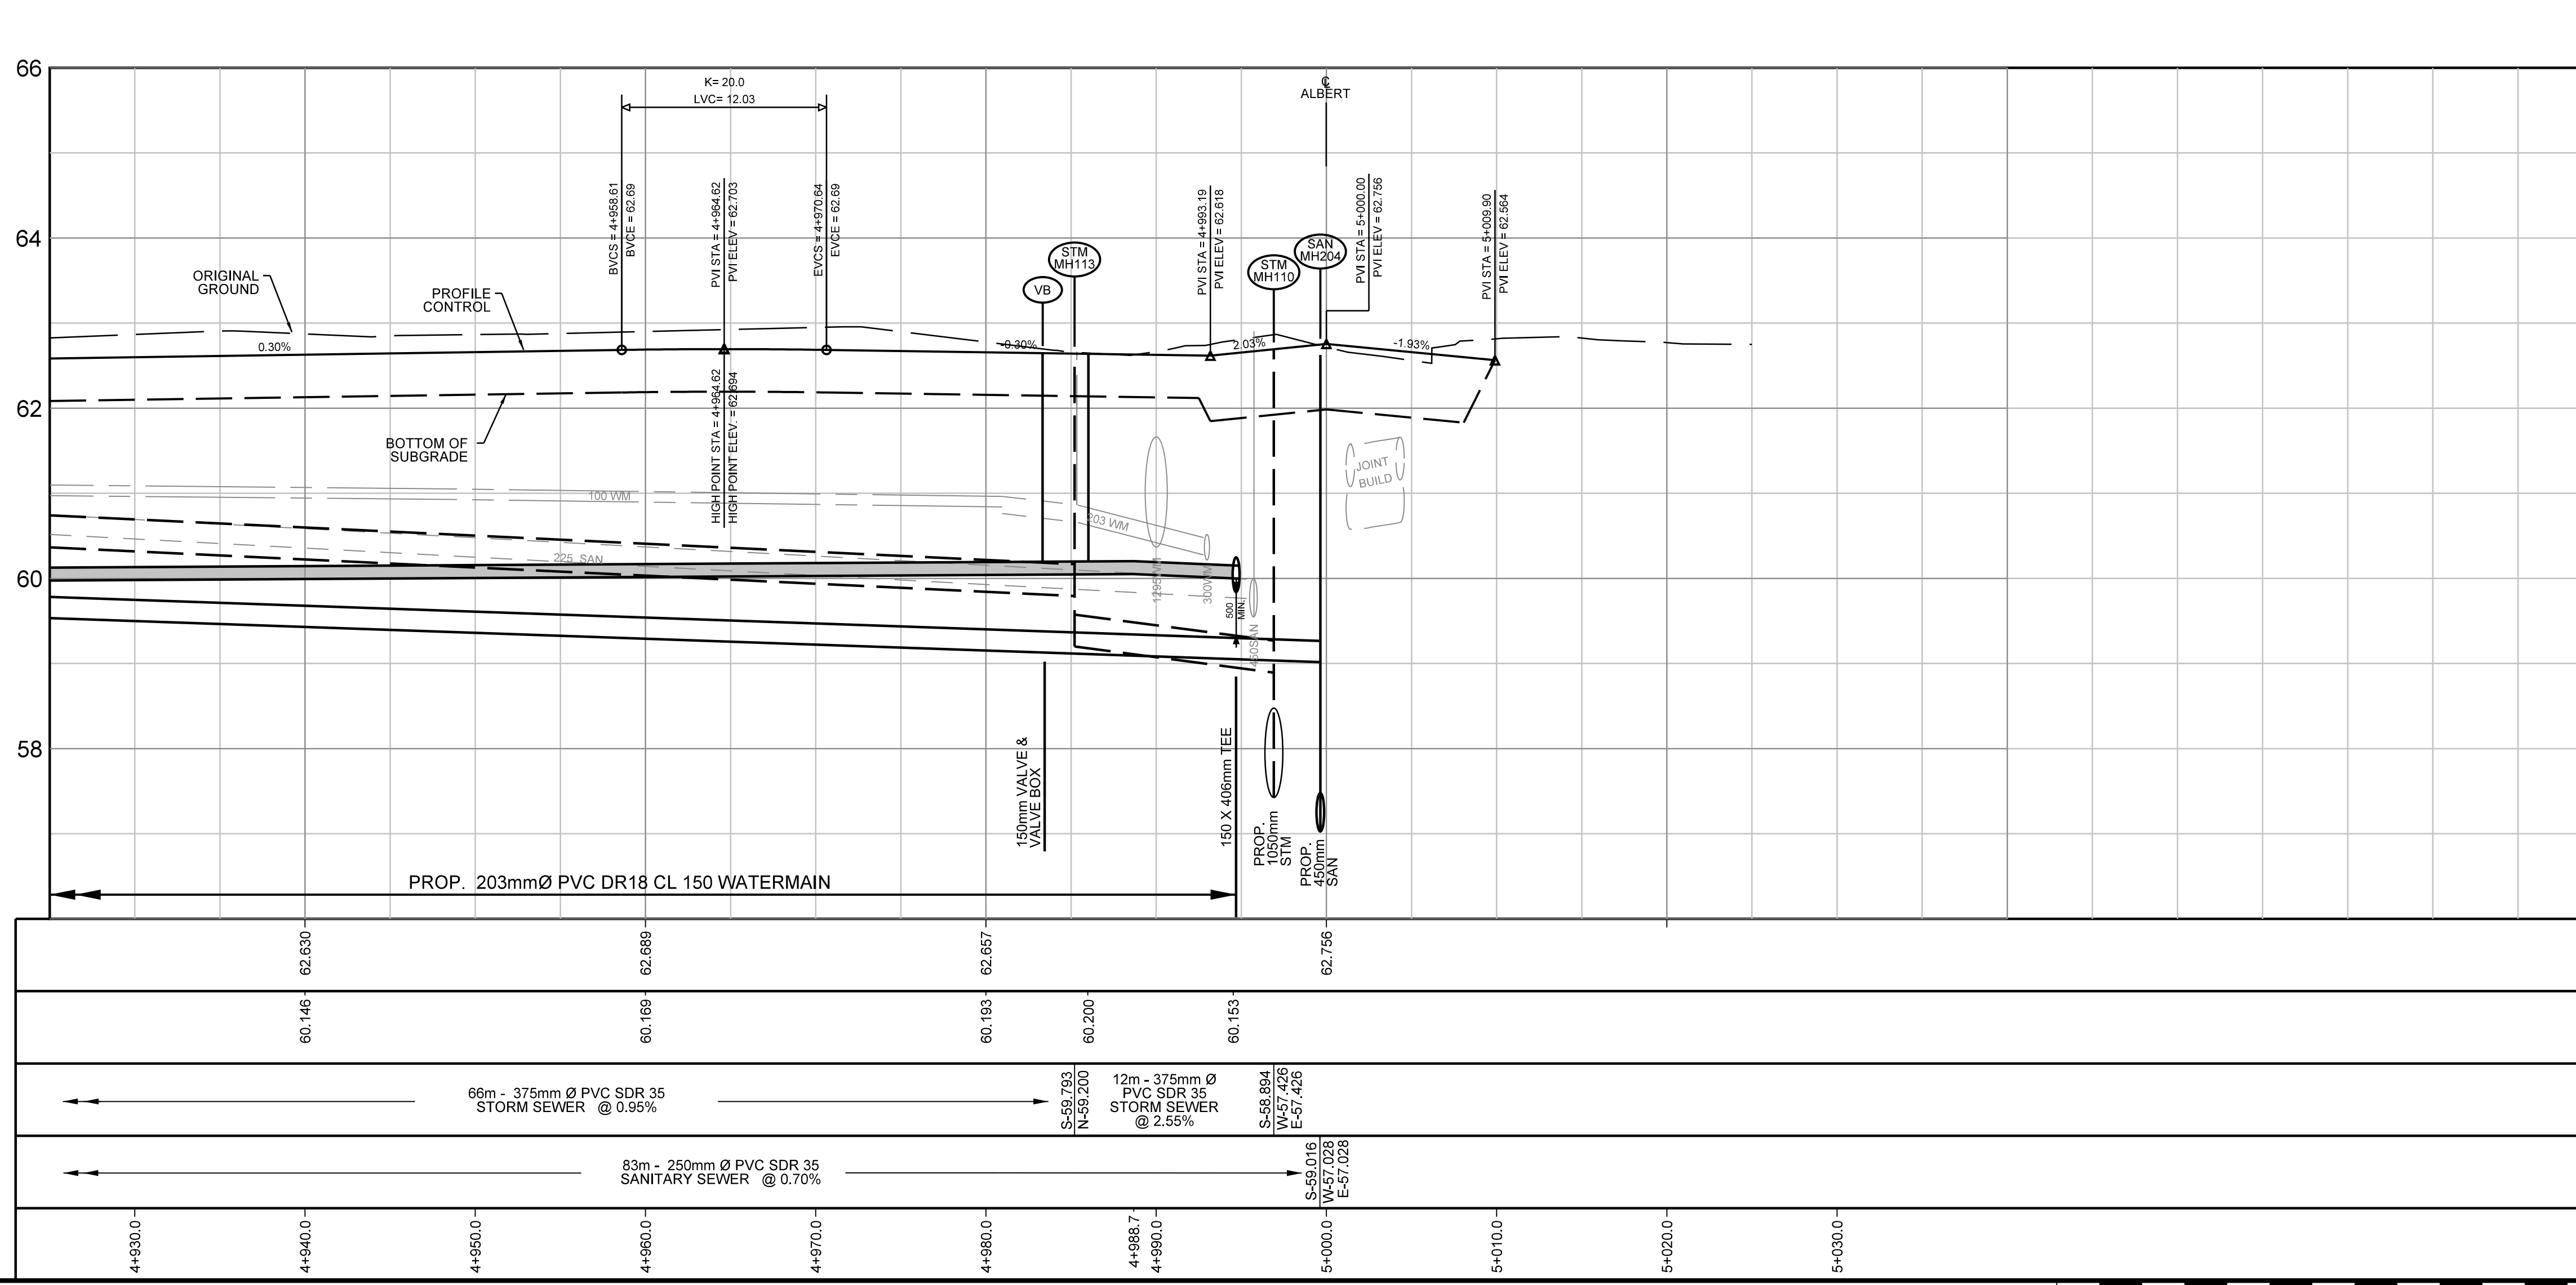 K= 20.0
LVC= 12.03
℄
ALBERT
66
64
62
60
58
BVCS = 4+958.61
BVCE = 62.69
PVI STA = 4+964.62
PVI ELEV = 62.703
EVCS = 4+970.64
EVCE = 62.69
PVI STA = 4+993.19
PVI ELEV = 62.618
PVI STA = 5+000.00
PVI ELEV = 62.756
PVI STA = 5+009.90
PVI ELEV = 62.564
STM
MH113
VB
STM
MH110
SAN
MH204
ORIGINAL
GROUND
PROFILE
CONTROL
0.30%
-0.30%
2.03%
-1.93%
HIGH POINT STA = 4+964.62
HIGH POINT ELEV. = 62.694
BOTTOM OF
SUBGRADE
JOINT
BUILD
100 WM
203 WM
225 SAN
1295WM
300WM
500
MIN.
450SAN
150mm VALVE &
VALVE BOX
150 X 406mm TEE
PROP.
1050mm
STM
PROP.
450mm
SAN
PROP. 203mmØ PVC DR18 CL 150 WATERMAIN
62.630
62.689
62.657
62.756
60.146
60.169
60.193
60.200
60.153
66m - 375mm Ø PVC SDR 35
STORM SEWER @ 0.95%
S-59.793
N-59.200
12m - 375mm Ø
PVC SDR 35
STORM SEWER
@ 2.55%
S-58.894
W-57.426
E-57.426
83m - 250mm Ø PVC SDR 35
SANITARY SEWER @ 0.70%
S-59.016
W-57.028
E-57.028
4+930.0
4+940.0
4+950.0
4+960.0
4+970.0
4+980.0
4+988.7
4+990.0
5+000.0
5+010.0
5+020.0
5+030.0